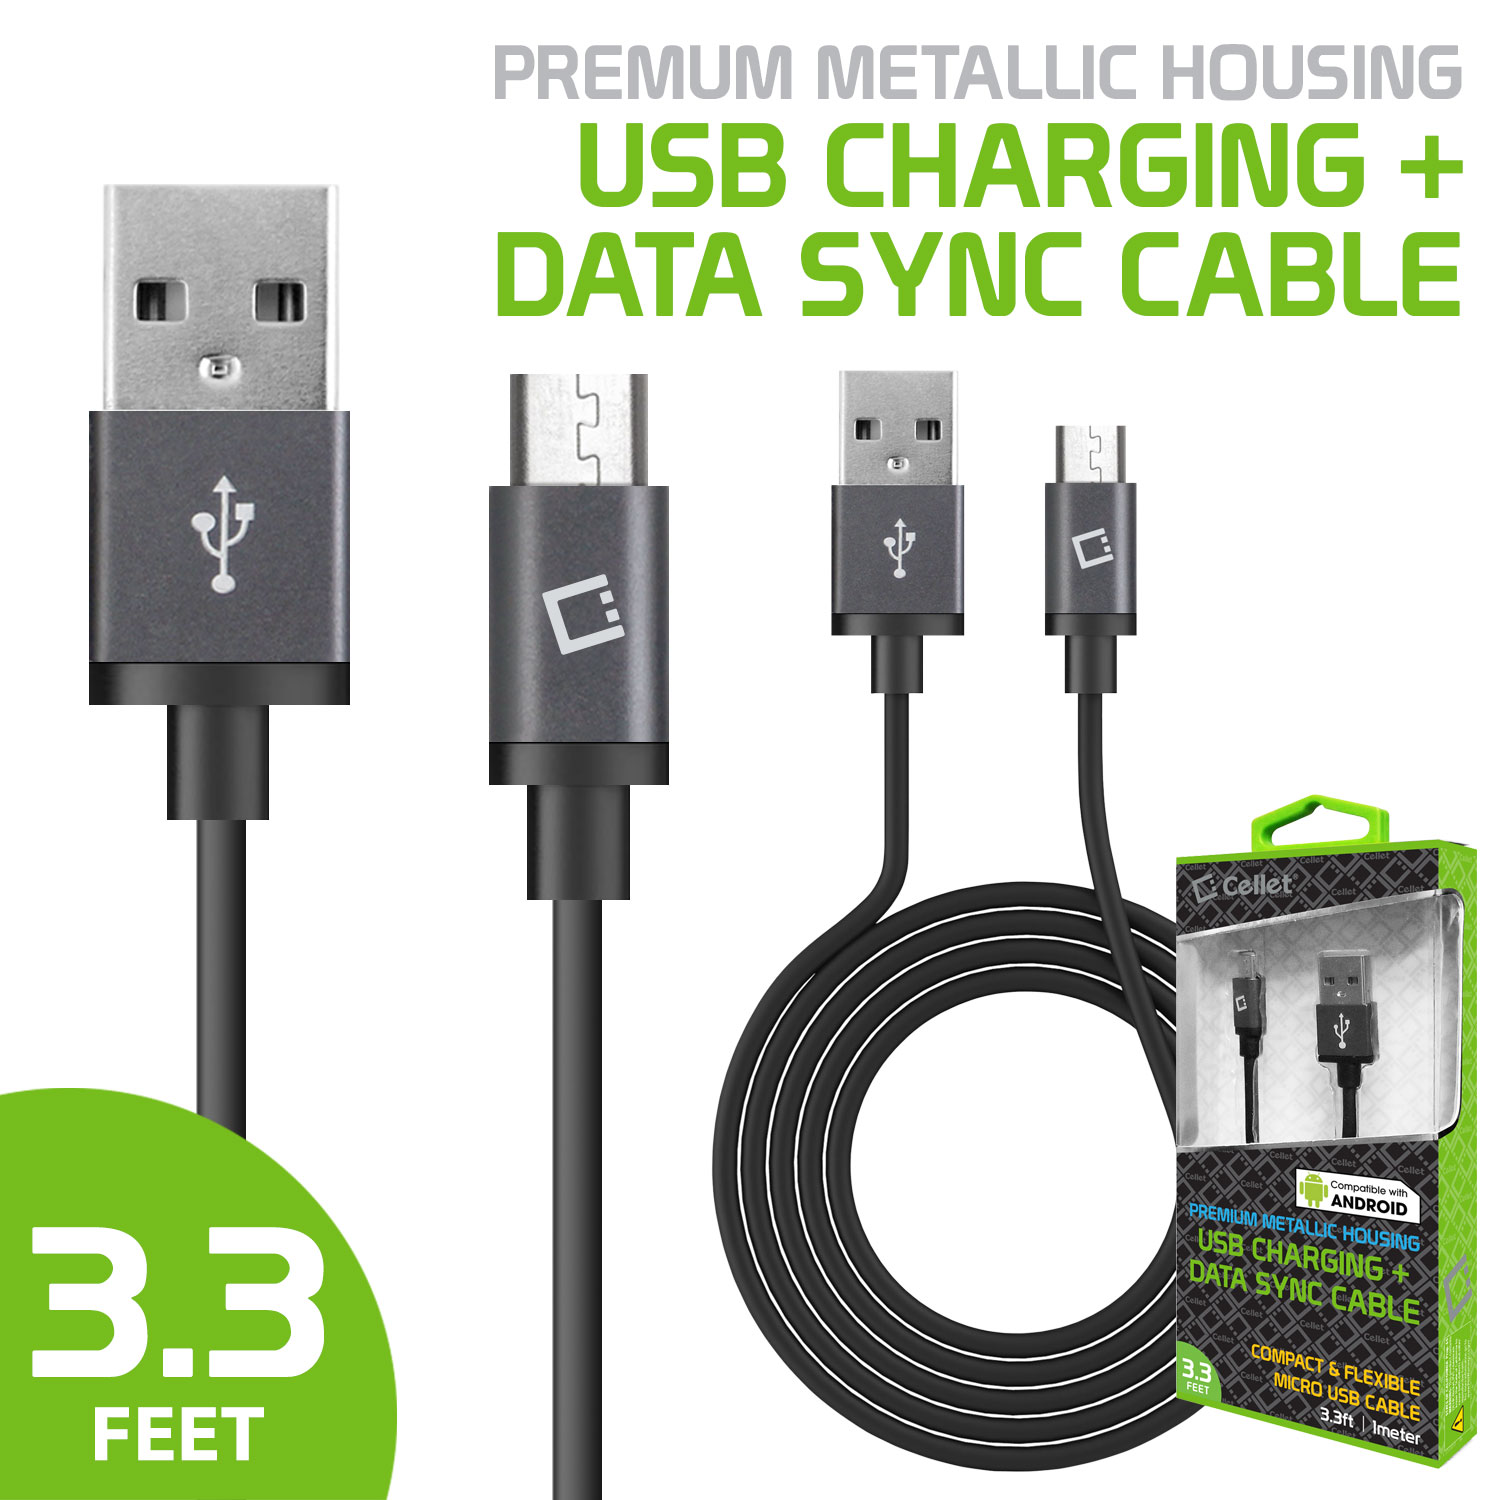 PREMUM METALLIC HOUSING
USB CHARGING +
DATA SYNC CABLE
3.3
FEET
Cellet
Compatible with
ANDROID
PREMIUM METALLIC HOUSING
USB CHARGING +
DATA SYNC CABLE
COMPACT & FLEXIBLE
MICRO USB CABLE
3.3ft | 1meter
3.3
FEET